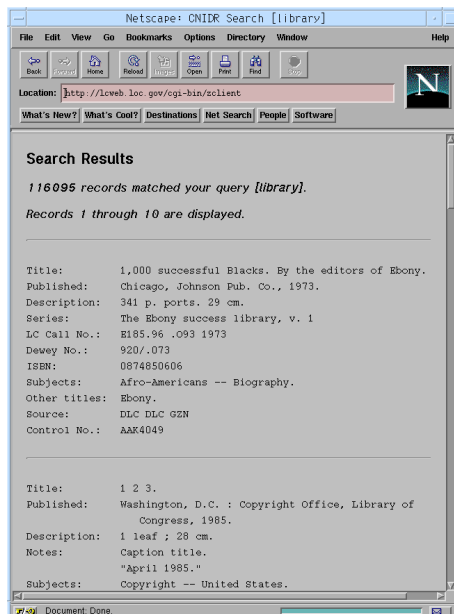 Netscape: CNIDR Search [library]
File Edit View Go Bookmarks Options Directory Window Help
Back Forward Home Reload Images Open Print Find Stop
N
Location: http://lcweb.loc.gov/cgi-bin/zclient
What's New? What's Cool? Destinations Net Search People Software
Search Results
116095 records matched your query [library].
Records 1 through 10 are displayed.
Title: 1,000 successful Blacks. By the editors of Ebony.
Published: Chicago, Johnson Pub. Co., 1973.
Description: 341 p. ports. 29 cm.
Series: The Ebony success library, v. 1
LC Call No.: E185.96 .O93 1973
Dewey No.: 920/.073
ISBN: 0874850606
Subjects: Afro-Americans -- Biography.
Other titles: Ebony.
Source: DLC DLC GZN
Control No.: AAK4049
Title: 1 2 3.
Published: Washington, D.C. : Copyright Office, Library of
Congress, 1985.
Description: 1 leaf ; 28 cm.
Notes: Caption title.
"April 1985."
Subjects: Copyright -- United States.
Document: Done.